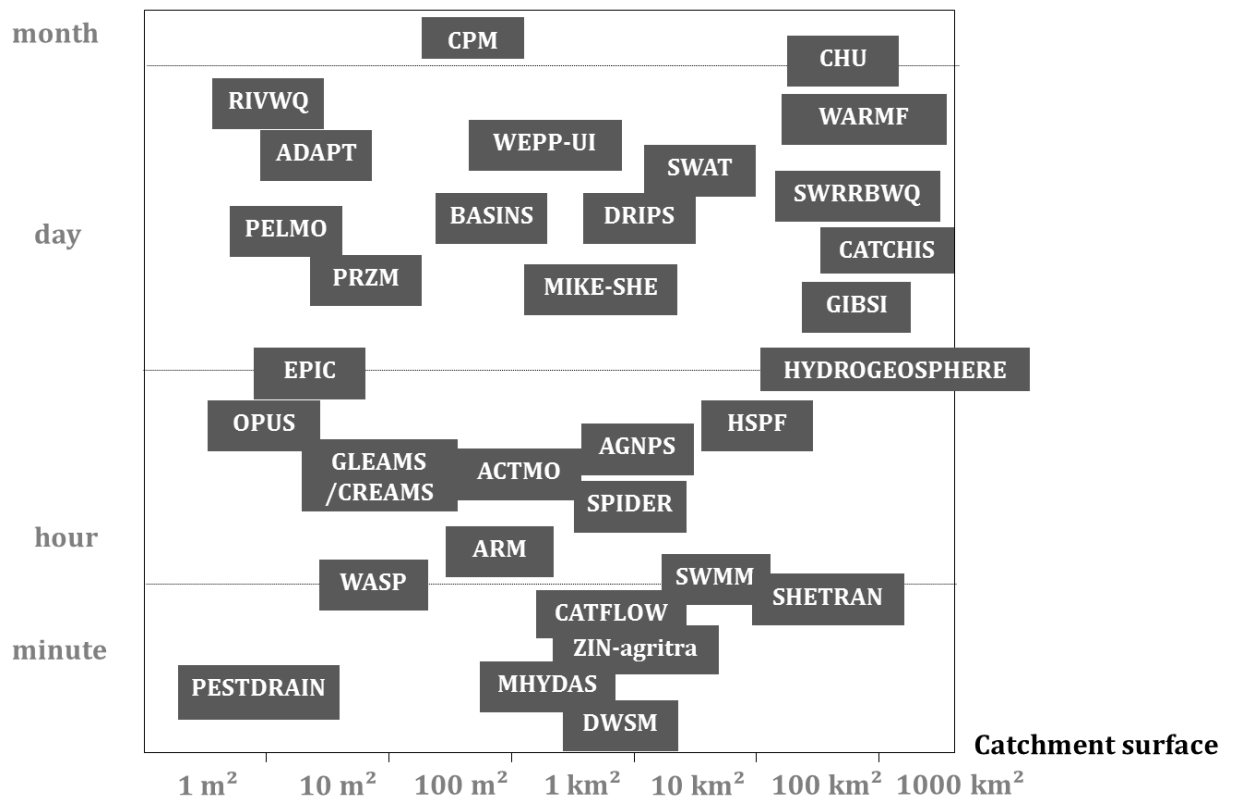 month
CPM
CHU
RIVWQ
WARMF
WEPP-UI
ADAPT
SWAT
SWRRBWQ
BASINS
DRIPS
PELMO
day
CATCHIS
PRZM
MIKE-SHE
GIBSI
EPIC
HYDROGEOSPHERE
OPUS
HSPF
AGNPS
GLEAMS
/CREAMS
ACTMO
SPIDER
hour
ARM
WASP
SWMM
SHETRAN
CATFLOW
minute
ZIN-agritra
PESTDRAIN
MHYDAS
DWSM
Catchment surface
1 m² 10 m² 100 m² 1 km² 10 km² 100 km² 1000 km²